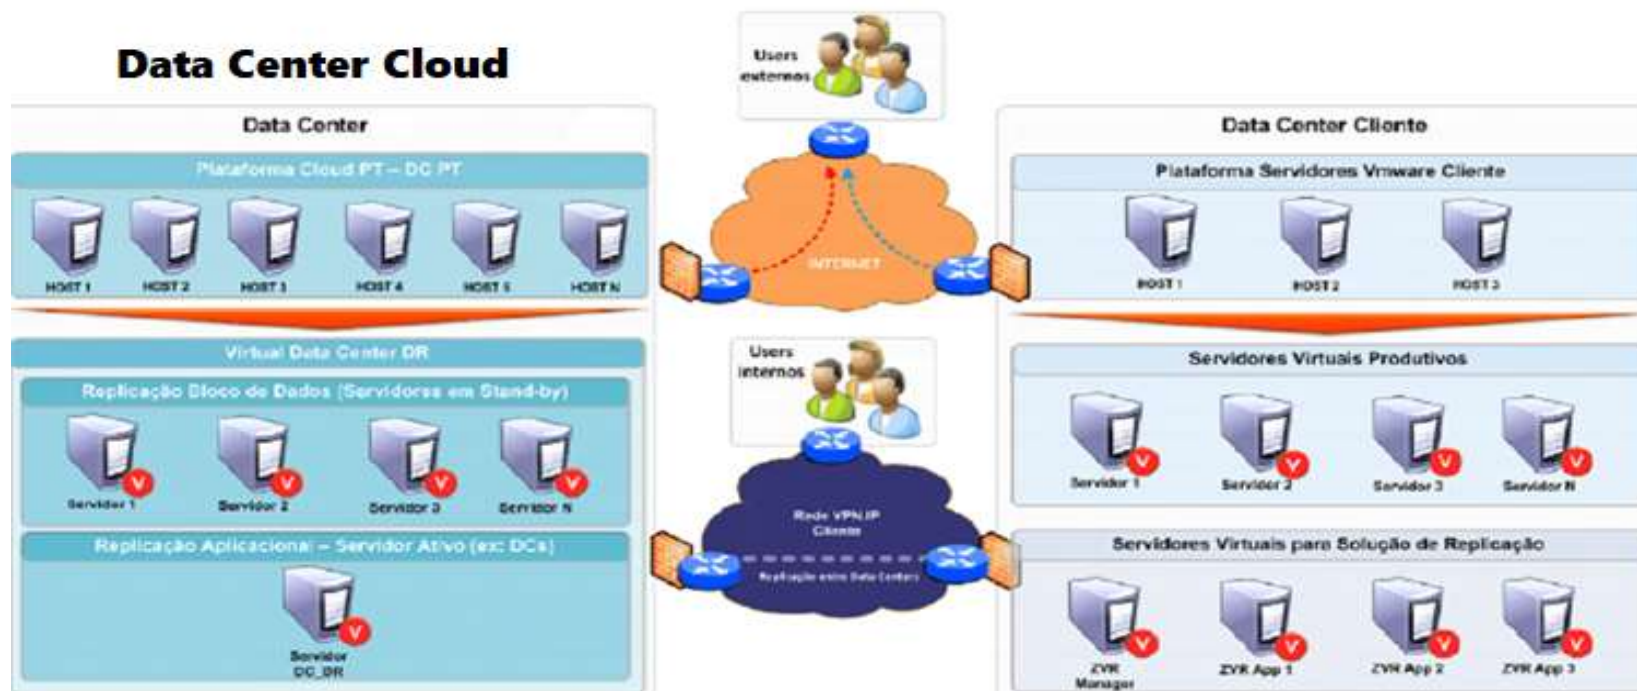 Data Center Cloud
Users
externos
Data Center
Plataforma Cloud PT – DC PT
HOST 1
HOST 2
HOST 3
HOST 4
HOST 5
HOST N
INTERNET
Data Center Cliente
Plataforma Servidores Vmware Cliente
HOST 1
HOST 2
HOST 3
Virtual Data Center DR
Replicação Bloco de Dados (Servidores em Stand-by)
V
V
V
V
Servidor 1
Servidor 2
Servidor 3
Servidor N
Replicação Aplicacional – Servidor Ativo (ex: DCs)
V
Servidor
DC_DR
Users
internos
Rede VPN.IP
Cliente
Replicação entre Data Centers
Servidores Virtuais Produtivos
V
V
V
V
Servidor 1
Servidor 2
Servidor 3
Servidor N
Servidores Virtuais para Solução de Replicação
V
V
V
V
ZVR
Manager
ZVR App 1
ZVR App 2
ZVR App 3